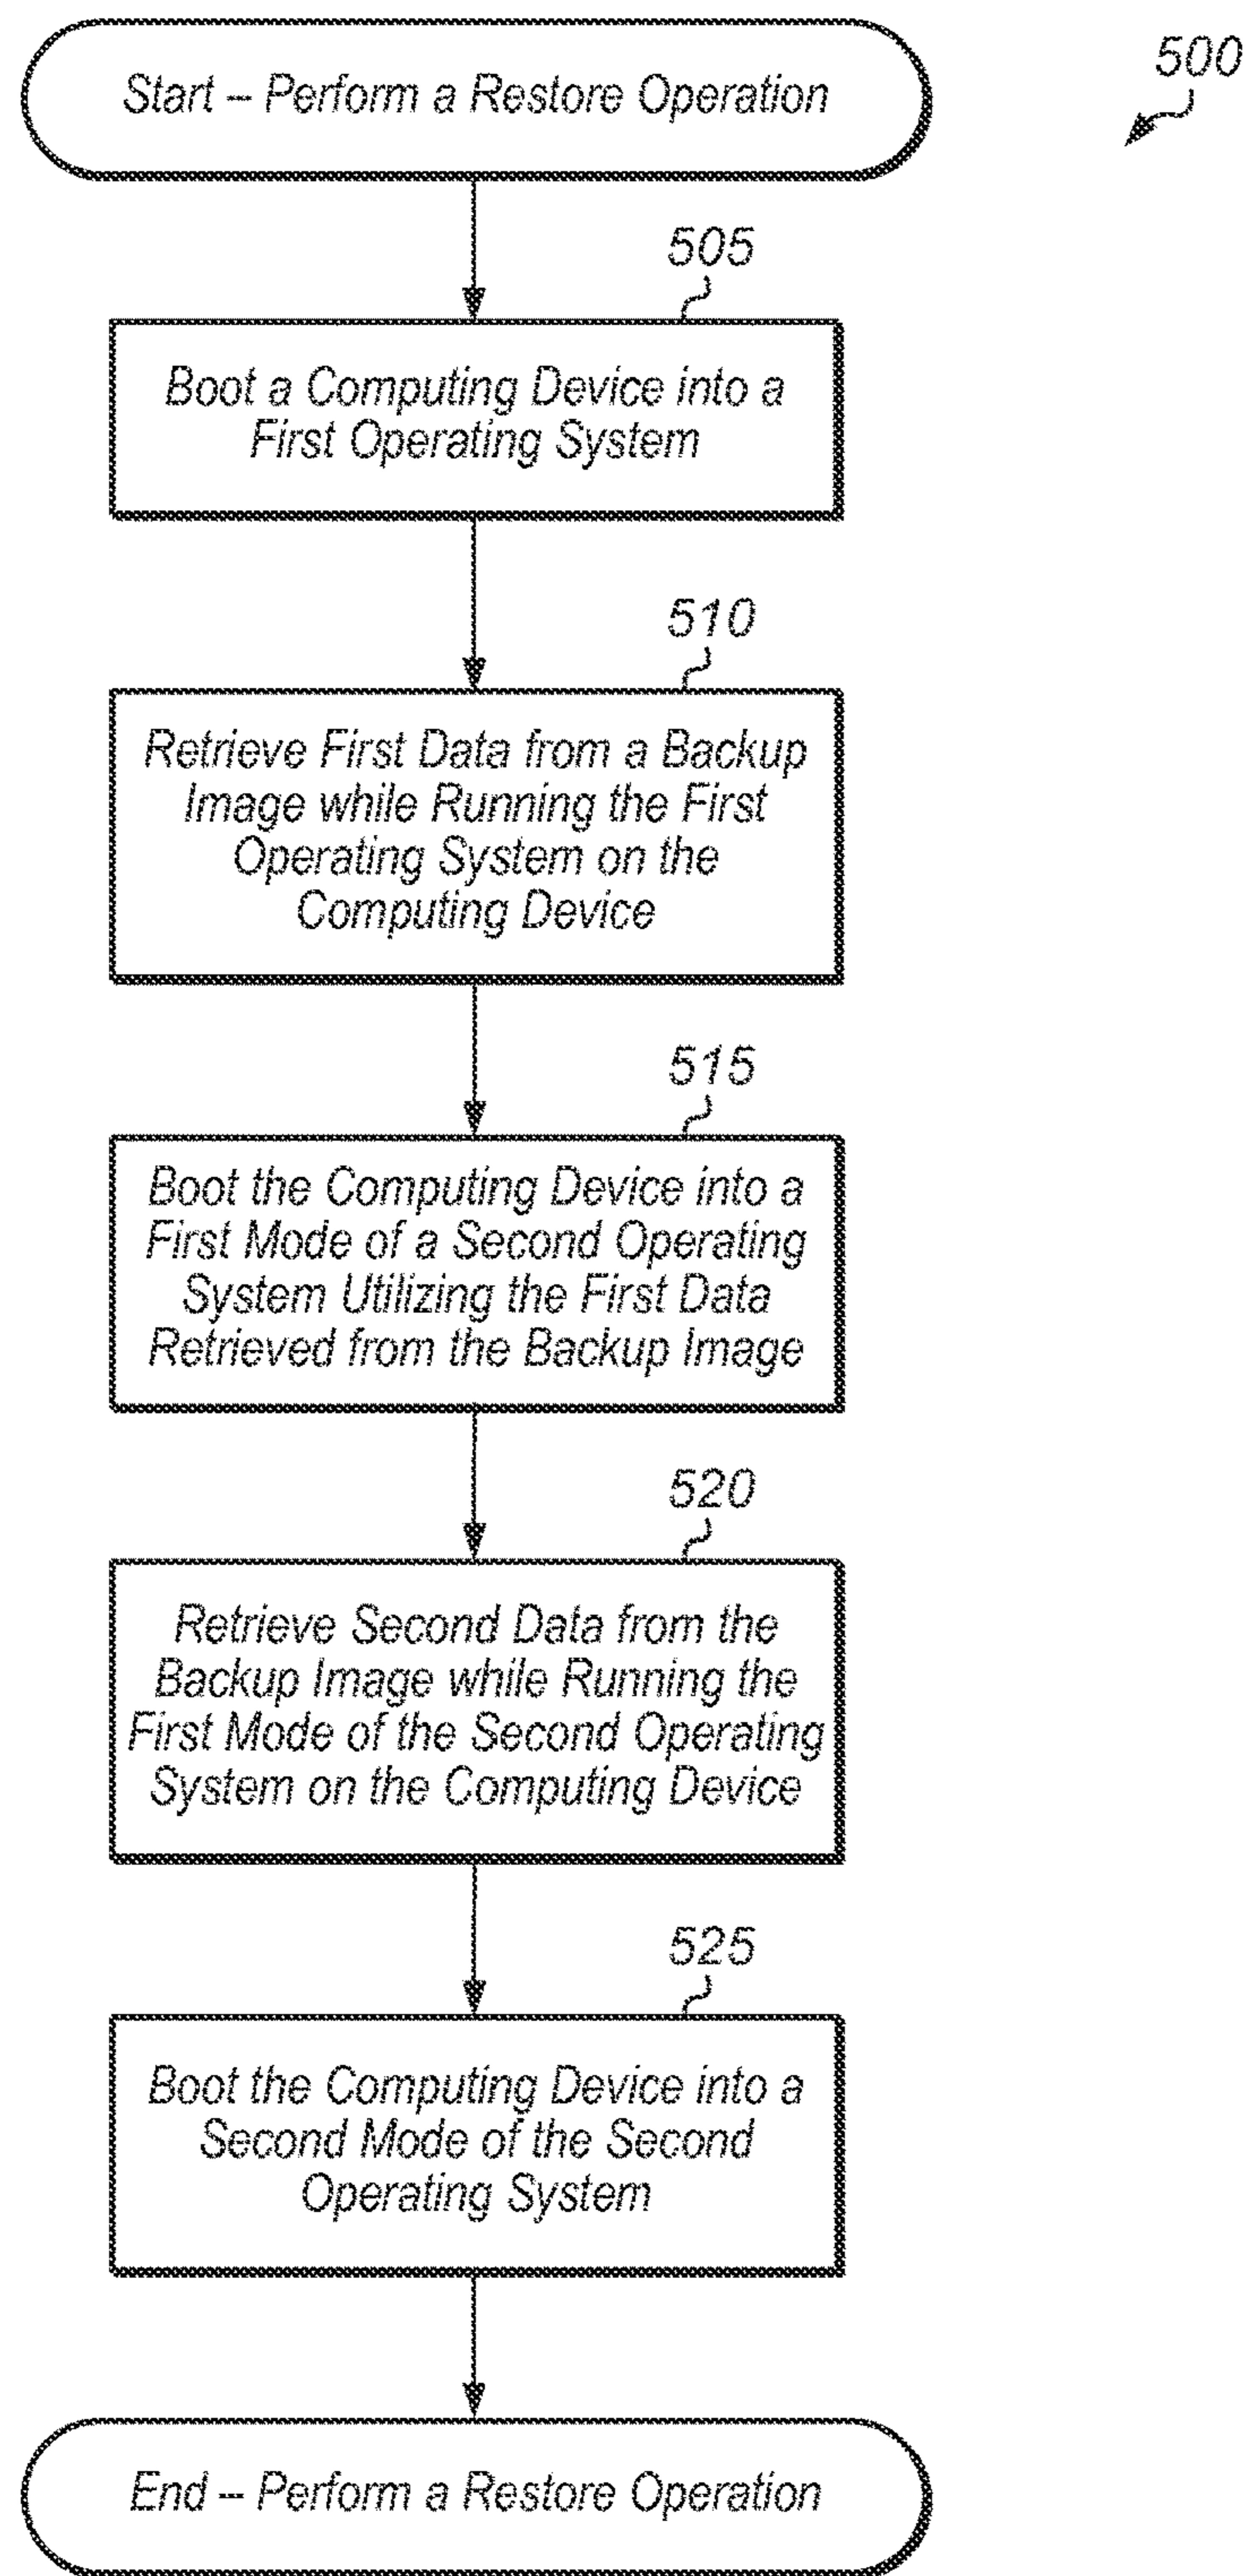 Start – Perform a Restore Operation
500
505
Boot a Computing Device into a
First Operating System
510
Retrieve First Data from a Backup
Image while Running the First
Operating System on the
Computing Device
515
Boot the Computing Device into a
First Mode of a Second Operating
System Utilizing the First Data
Retrieved from the Backup Image
520
Retrieve Second Data from the
Backup Image while Running the
First Mode of the Second Operating
System on the Computing Device
525
Boot the Computing Device into a
Second Mode of the Second
Operating System
End -- Perform a Restore Operation